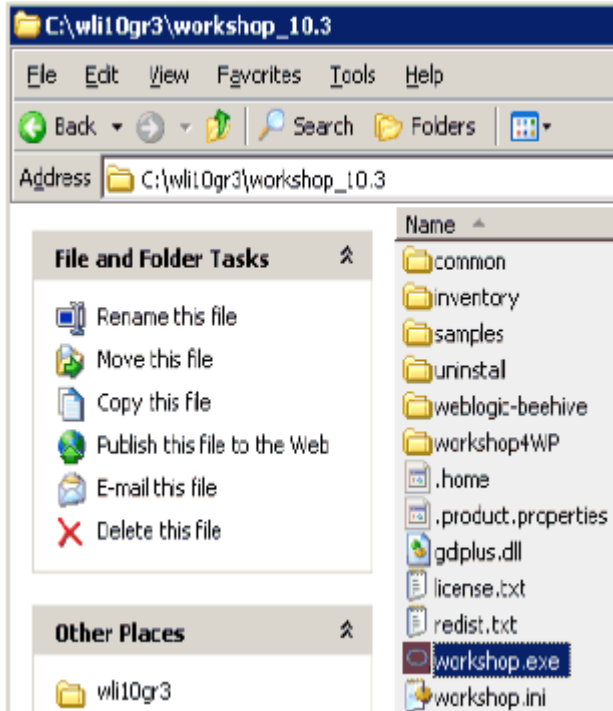 C:\wli10gr3\workshop_10.3
File Edit View Favorites Tools Help
Back Search Folders
Address C:\wli10gr3\workshop_10.3
File and Folder Tasks
Rename this file
Move this file
Copy this file
Publish this file to the Web
E-mail this file
Delete this file
Other Places
wli10gr3
Name
common
inventory
samples
uninstall
weblogic-beehive
workshop4WP
.home
.product.properties
gdiplus.dll
license.txt
redist.txt
workshop.exe
workshop.ini